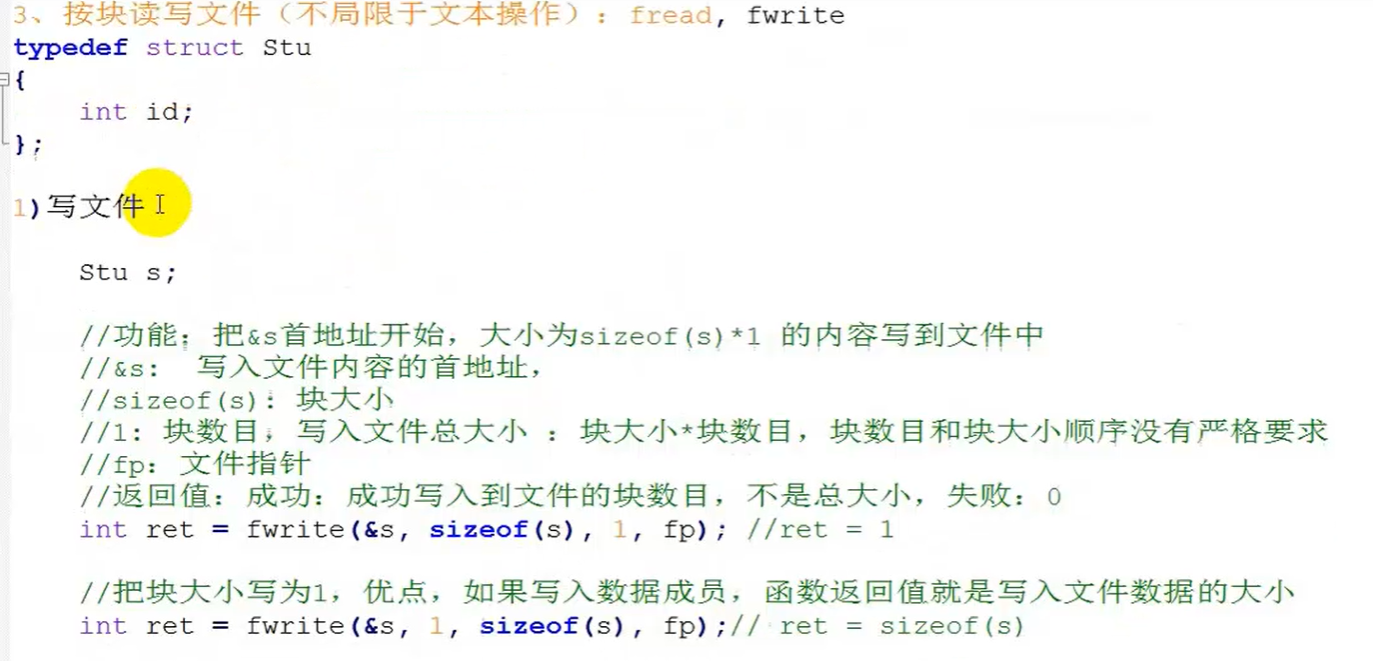 3、按块读写文件（不局限于文本操作）：fread, fwrite
typedef struct Stu
{
int id;
};
1)写文件
Stu s;
//功能：把&s首地址开始，大小为sizeof(s)*1 的内容写到文件中
//&s： 写入文件内容的首地址，
//sizeof(s)：块大小
//1：块数目，写入文件总大小 ：块大小*块数目，块数目和块大小顺序没有严格要求
//fp：文件指针
//返回值：成功：成功写入到文件的块数目，不是总大小，失败：0
int ret = fwrite(&s, sizeof(s), 1, fp); //ret = 1
//把块大小写为1，优点，如果写入数据成员，函数返回值就是写入文件数据的大小
int ret = fwrite(&s, 1, sizeof(s), fp);// ret = sizeof(s)